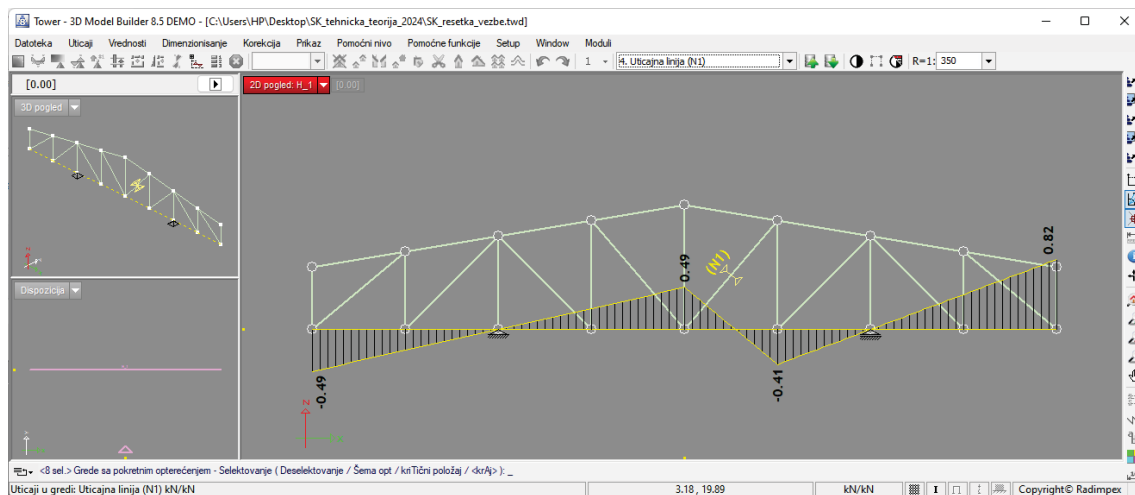 Tower - 3D Model Builder 8.5 DEMO - [C:\Users\HP\Desktop\SK_tehnicka_teorija_2024\SK_resetka_vezbe.twd]
Datoteka Uticaji Vrednosti Dimenzionisanje Korekcija Prikaz Pomoćni nivo Pomoćne funkcije Setup Window Moduli
1 4. Uticajna linija (N1) R=1: 350
[0.00] 2D pogled: H_1 [0.00]
3D pogled
0.82
(N1)
0.49
Dispozicija
-0.49
-0.41
Z
<8 sel.> Grede sa pokretnim opterećenjem - Selektovanje ( Deselektovanje / Šema opt / kriTični položaj / <krAj> ): _
Uticaji u gredi: Uticajna linija (N1) kN/kN 3.18 , 19.89 kN/kN Copyright© Radimpex